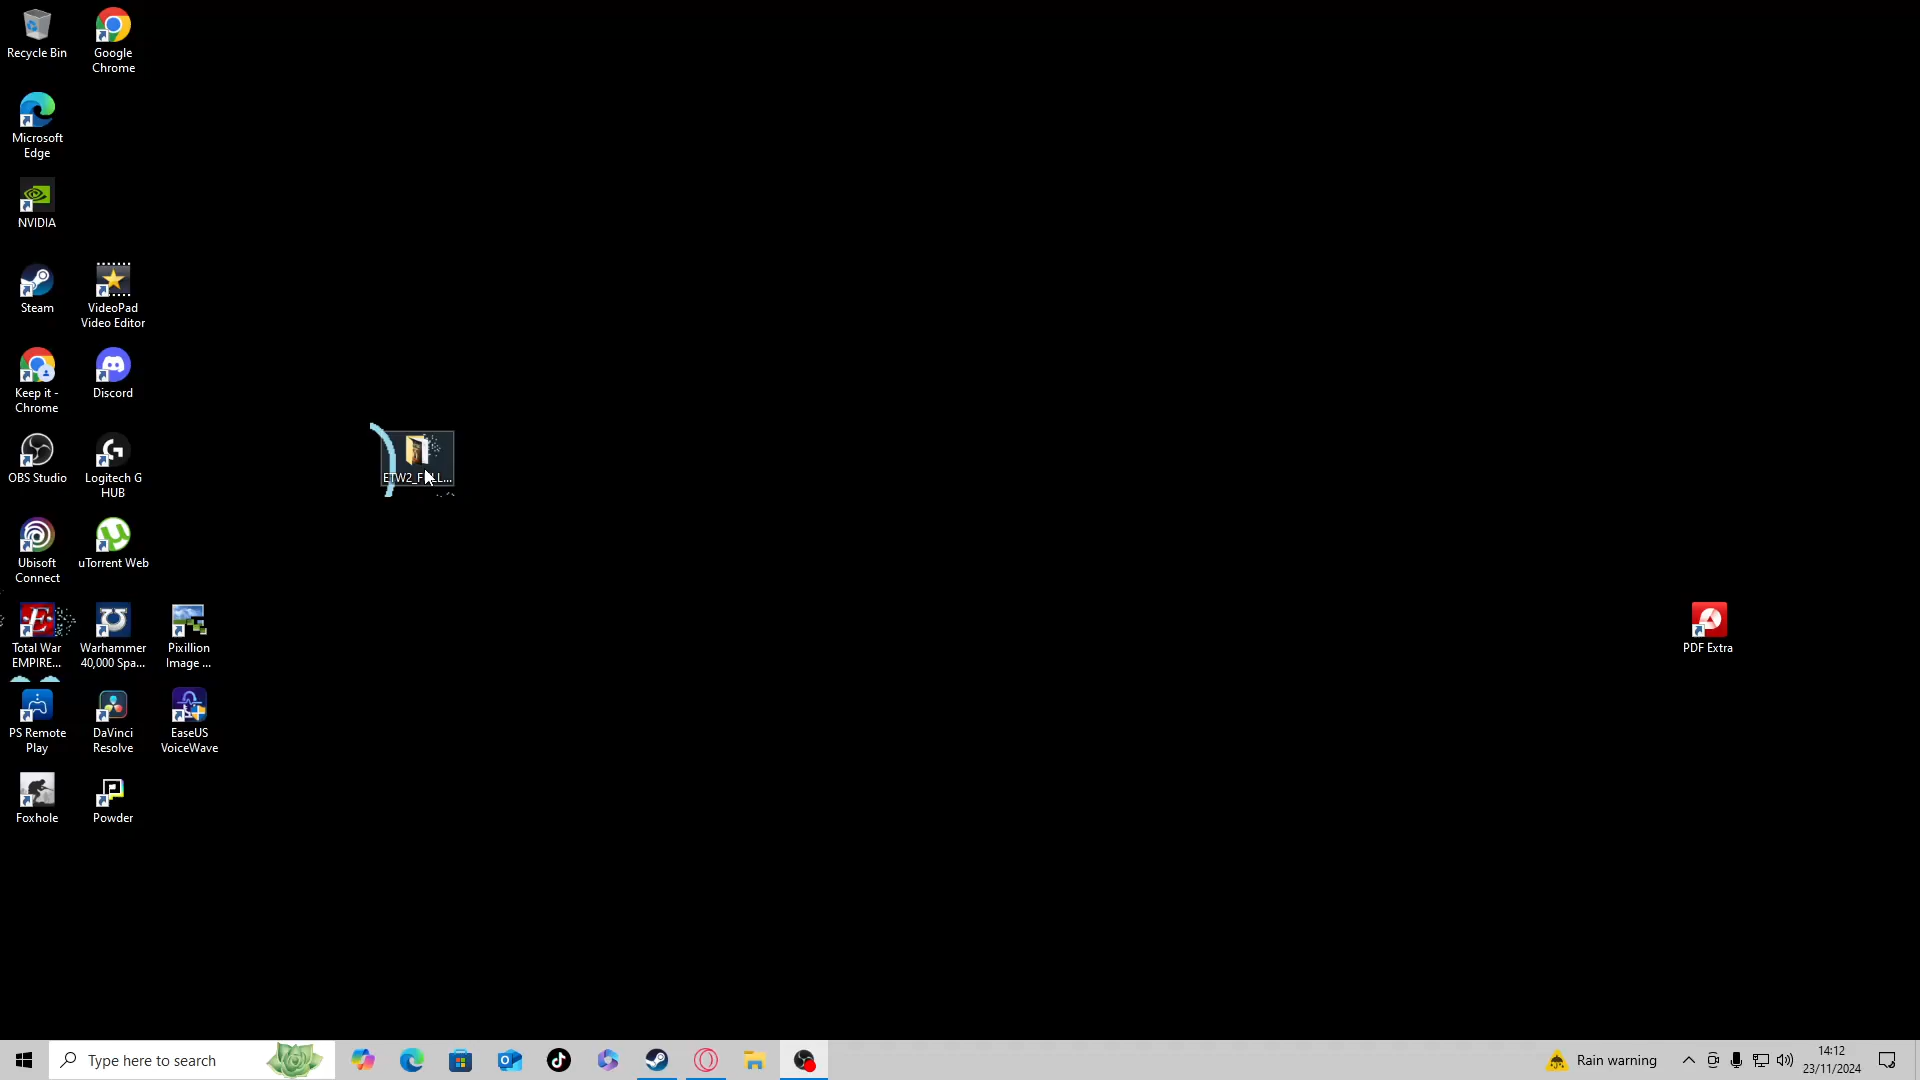 Recycle Bin
Google
Chrome
Microsoft
Edge
NVIDIA
Steam
VideoPad
Video Editor
Keep it -
Chrome
Discord
OBS Studio
Logitech G
HUB
ETW2_F
LL...
Ubisoft
Connect
uTorrent Web
Total War
EMPIRE...
Warhammer
40,000 Spa...
Pixillion
Image ...
PDF Extra
PS Remote
Play
DaVinci
Resolve
EaseUS
VoiceWave
Foxhole
Powder
Type here to search
Rain warning
14:12
23/11/2024